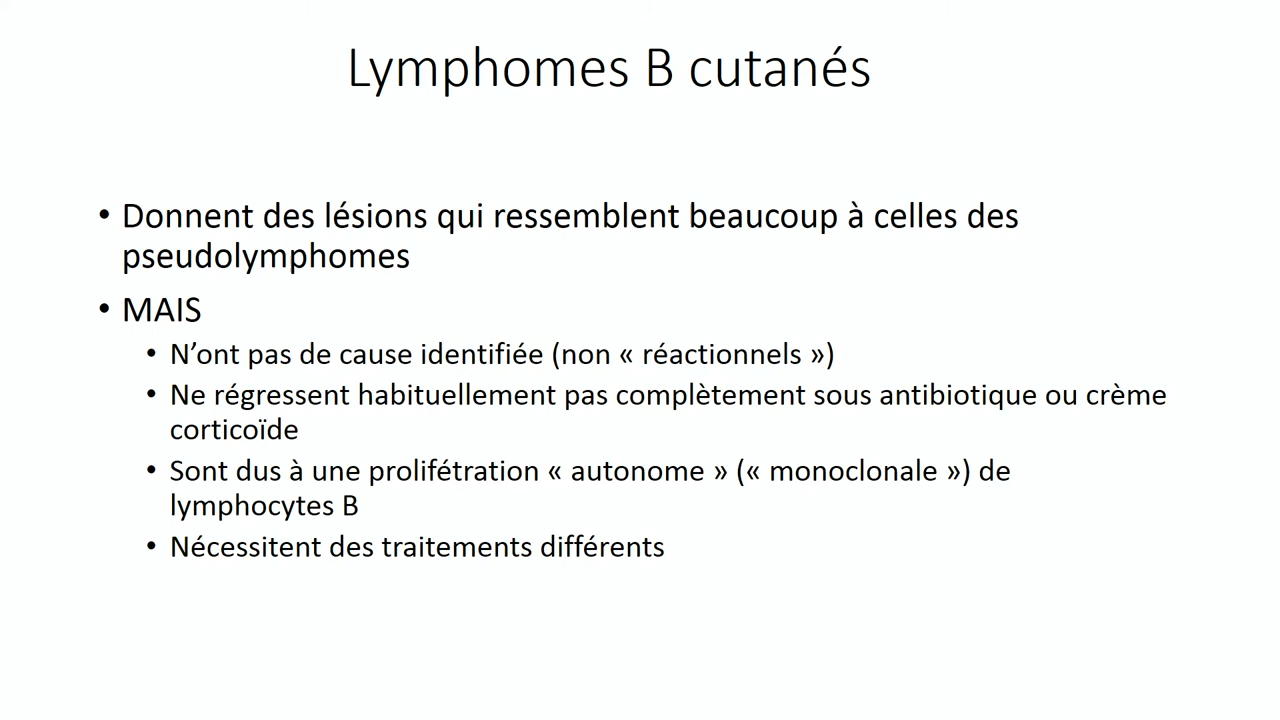 Lymphomes B cutanés
• Donnent des lésions qui ressemblent beaucoup à celles des
pseudolymphomes
• MAIS
• N’ont pas de cause identifiée (non « réactionnels »)
• Ne régressent habituellement pas complètement sous antibiotique ou crème
corticoïde
• Sont dus à une prolifétration « autonome » (« monoclonale ») de
lymphocytes B
• Nécessitent des traitements différents